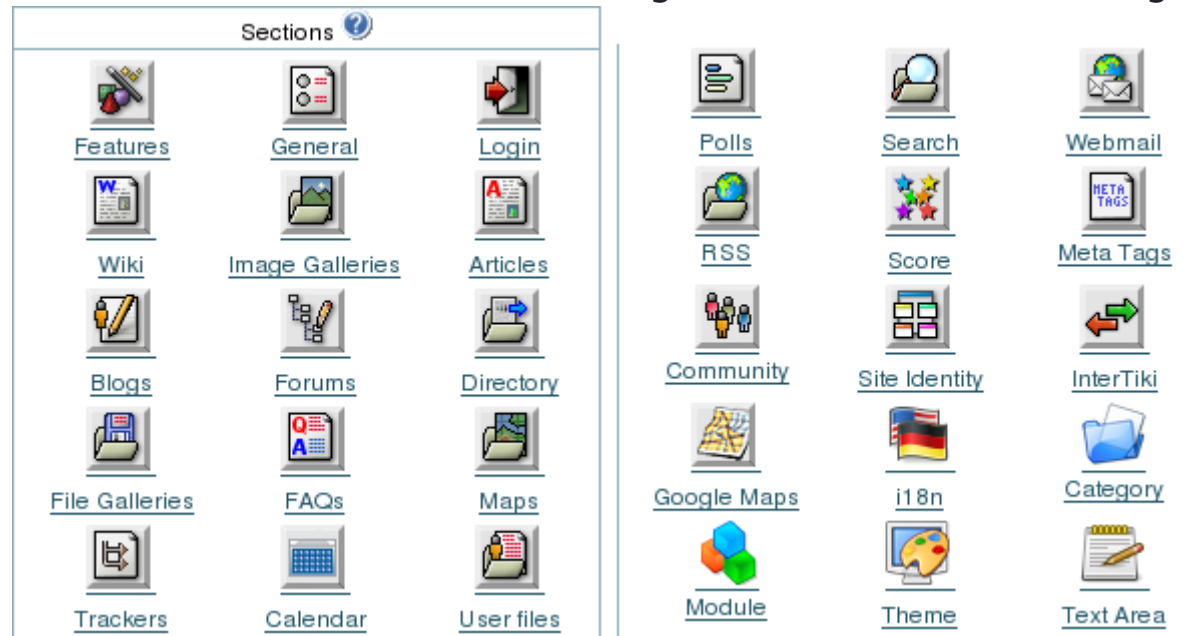 Sections
Features General Login
Wiki Image Galleries Articles
Blogs Forums Directory
File Galleries FAQs Maps
Trackers Calendar User files
Polls Search Webmail
RSS Score Meta Tags
META TAGS
Community Site Identity InterTiki
Google Maps i18n Category
Module Theme Text Area